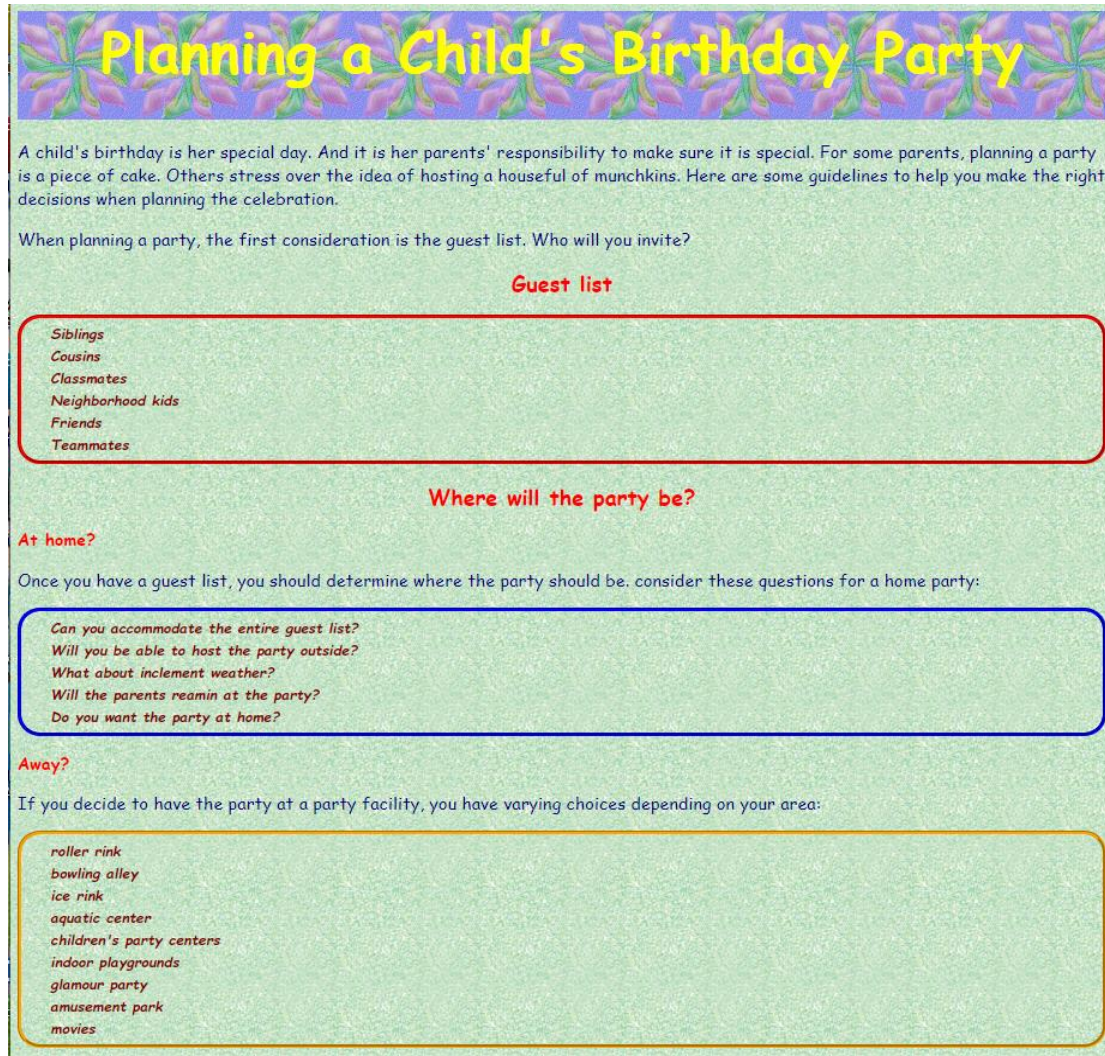 Planning a Child's Birthday Party
A child's birthday is her special day. And it is her parents' responsibility to make sure it is special. For some parents, planning a party
is a piece of cake. Others stress over the idea of hosting a houseful of munchkins. Here are some guidelines to help you make the right
decisions when planning the celebration.
When planning a party, the first consideration is the guest list. Who will you invite?
Guest list
Siblings
Cousins
Classmates
Neighborhood kids
Friends
Teammates
Where will the party be?
At home?
Once you have a guest list, you should determine where the party should be. consider these questions for a home party:
Can you accommodate the entire guest list?
Will you be able to host the party outside?
What about inclement weather?
Will the parents reamin at the party?
Do you want the party at home?
Away?
If you decide to have the party at a party facility, you have varying choices depending on your area:
roller rink
bowling alley
ice rink
aquatic center
children's party centers
indoor playgrounds
glamour party
amusement park
movies